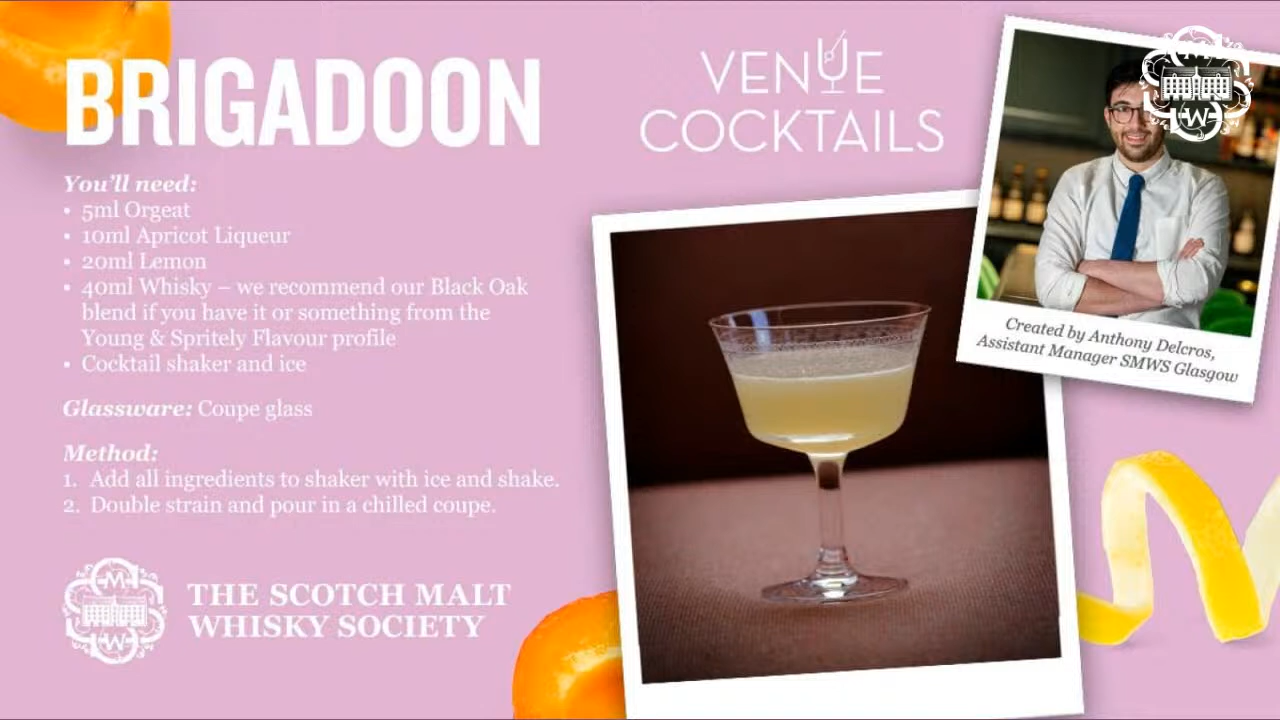 BRIGADOON
You'll need:
• 5ml Orgeat
• 10ml Apricot Liqueur
• 20ml Lemon
• 40ml Whisky – we recommend our Black Oak
blend if you have it or something from the
Young & Spritely Flavour profile
• Cocktail shaker and ice
Glassware: Coupe glass
Method:
1. Add all ingredients to shaker with ice and shake.
2. Double strain and pour in a chilled coupe.
M
W
THE SCOTCH MALT
WHISKY SOCIETY
VENUE
COCKTAILS
M
W
Created by Anthony Delcros,
Assistant Manager SMWS Glasgow